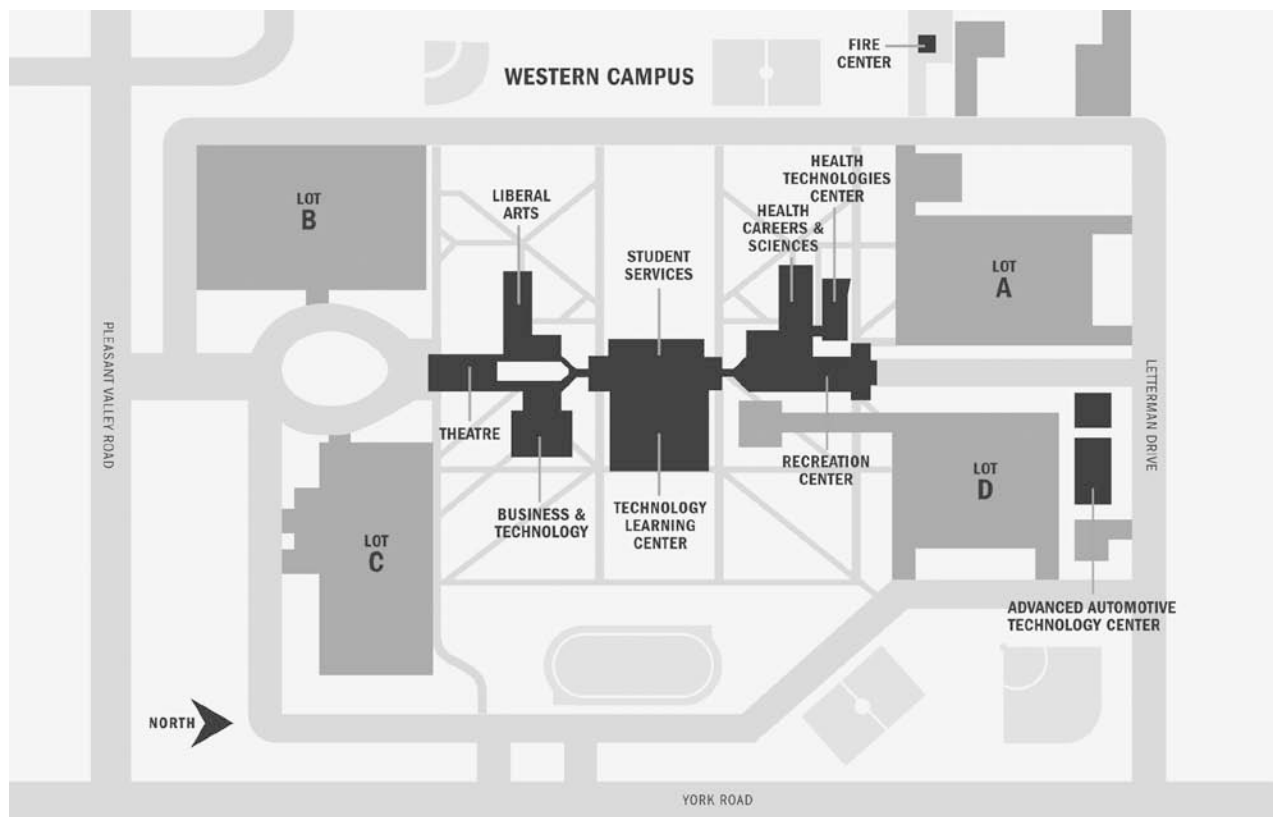 FIRE
CENTER
WESTERN CAMPUS
HEALTH
TECHNOLOGIES
CENTER
LIBERAL
ARTS
LOT
B
HEALTH
CAREERS &
SCIENCES
STUDENT
SERVICES
LOT
A
PLEASANT VALLEY ROAD
LETTERMAN DRIVE
THEATRE
RECREATION
CENTER
LOT
D
BUSINESS &
TECHNOLOGY
TECHNOLOGY
LEARNING
CENTER
LOT
C
ADVANCED AUTOMOTIVE
TECHNOLOGY CENTER
NORTH
YORK ROAD